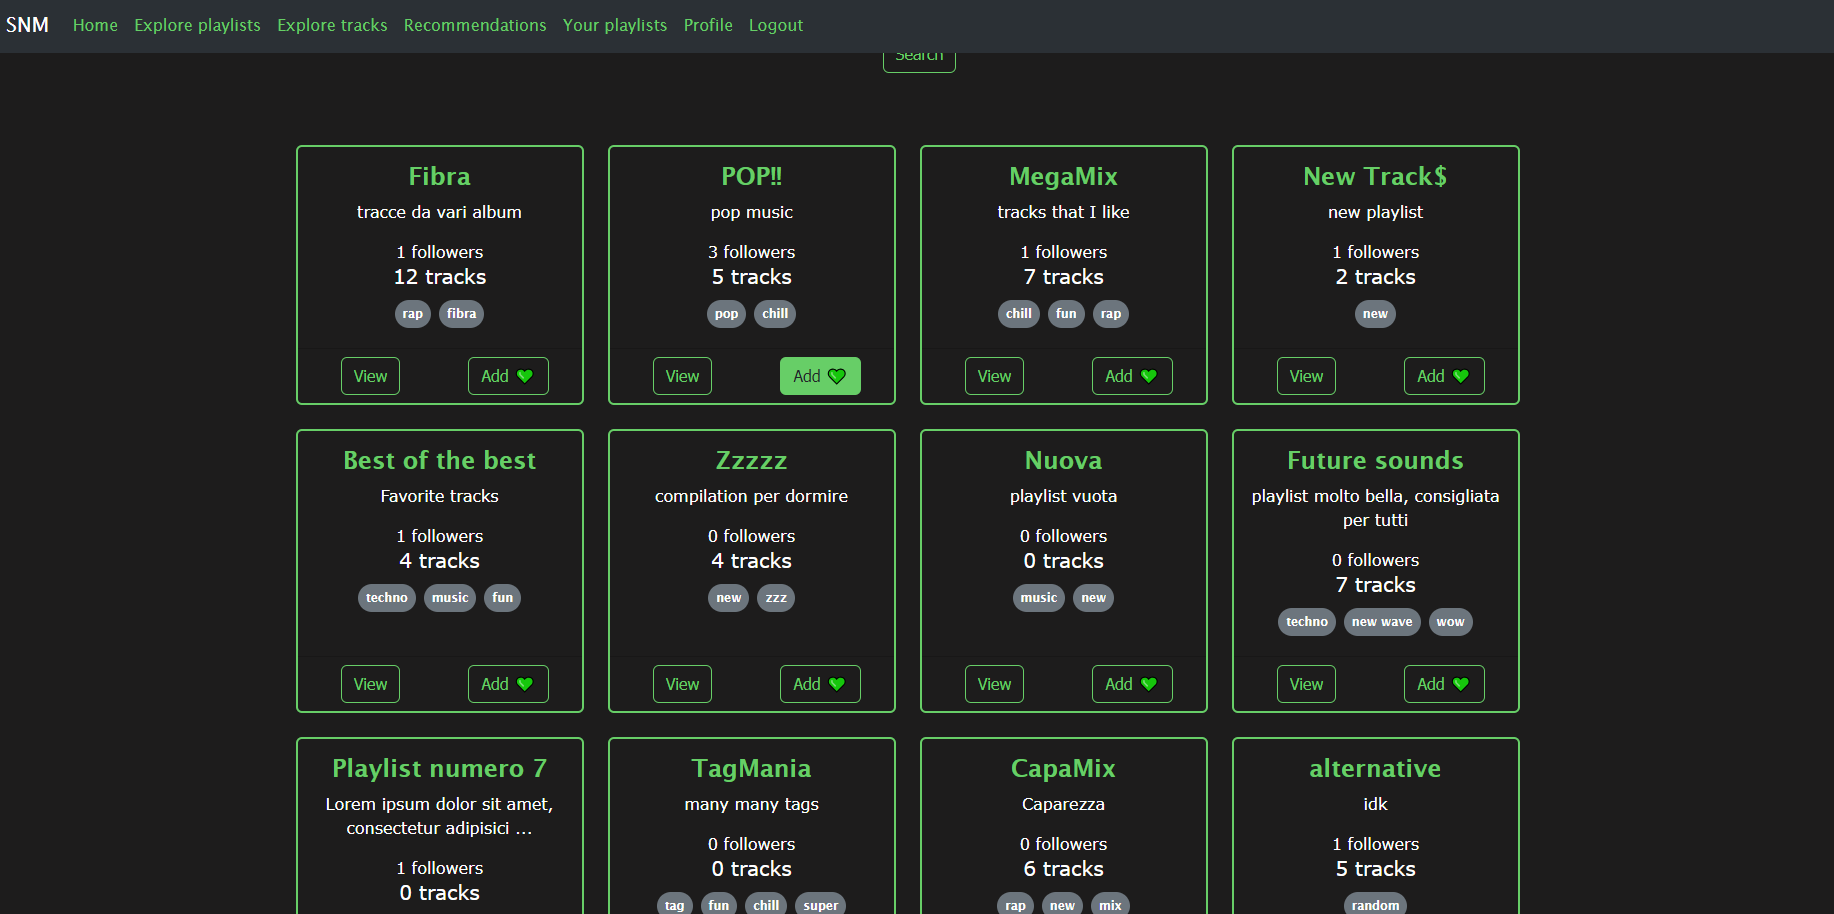 SNM Home Explore playlists Explore tracks Recommendations Your playlists Profile Logout
Search
Fibra
tracce da vari album
1 followers
12 tracks
rap fibra
View Add
POP!!
pop music
3 followers
5 tracks
pop chill
View Add
MegaMix
tracks that I like
1 followers
7 tracks
chill fun rap
View Add
New Track$
new playlist
1 followers
2 tracks
new
View Add
Best of the best
Favorite tracks
1 followers
4 tracks
techno music fun
View Add
Zzzzz
compilation per dormire
0 followers
4 tracks
new zzz
View Add
Nuova
playlist vuota
0 followers
0 tracks
music new
View Add
Future sounds
playlist molto bella, consigliata
per tutti
0 followers
7 tracks
techno new wave wow
View Add
Playlist numero 7
Lorem ipsum dolor sit amet,
consectetur adipisici ...
1 followers
0 tracks
TagMania
many many tags
0 followers
0 tracks
tag fun chill super
CapaMix
Caparezza
0 followers
6 tracks
rap new mix
alternative
idk
1 followers
5 tracks
random